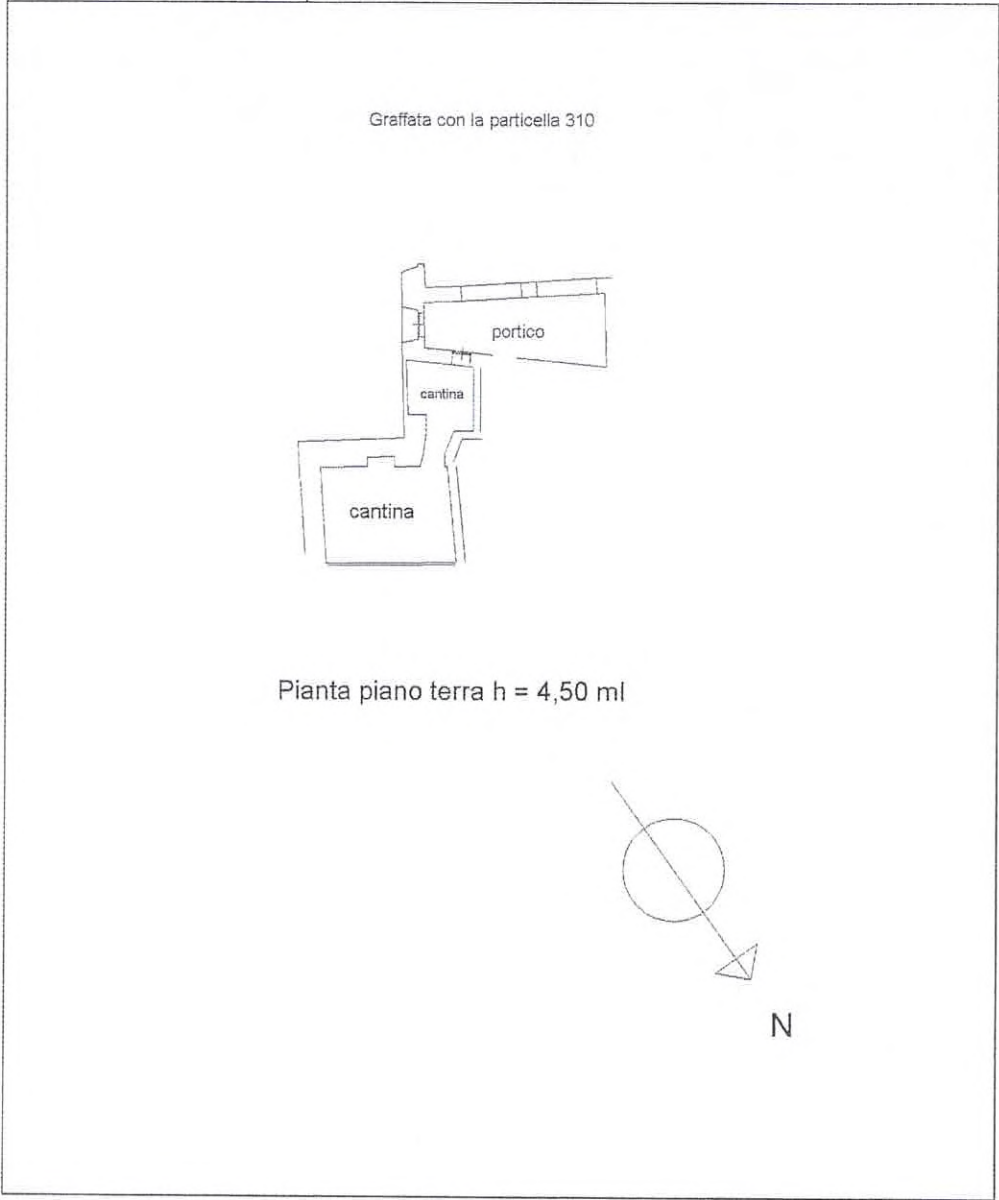 Graffata con la particella 310
portico
cantina
cantina
Pianta piano terra h = 4,50 ml
N